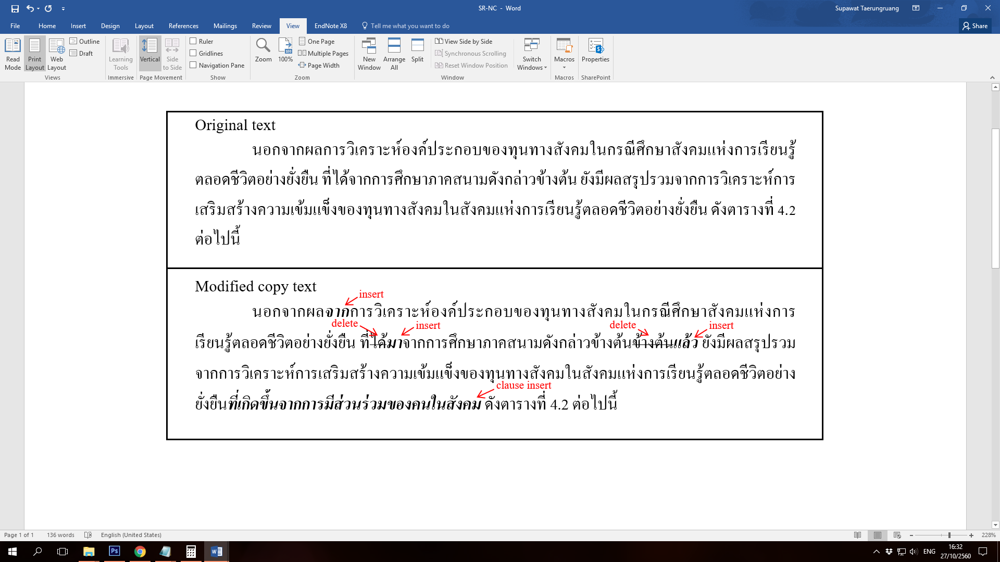 SR-NC - Word
Supawat Taerungruang
File Home Insert Design Layout References Mailings Review View EndNote X8 Tell me what you want to do Share
Read Mode
Print Layout
Web Layout
Outline
Draft
Views
Learning Tools
Immersive
Vertical
Side to Side
Page Movement
Ruler
Gridlines
Navigation Pane
Show
Zoom
100%
One Page
Multiple Pages
Page Width
Zoom
New Window
Arrange All
Split
View Side by Side
Synchronous Scrolling
Reset Window Position
Switch Windows
Window
Macros
Macros
Properties
SharePoint
Original text
นอกจากผลการวิเคราะห์องค์ประกอบของทุนทางสังคมในกรณีศึกษาสังคมแห่งการเรียนรู้
ตลอดชีวิตอย่างยั่งยืน ที่ได้จากการศึกษาภาคสนามดังกล่าวข้างต้น ยังมีผลสรุปรวมจากการวิเคราะห์การ
เสริมสร้างความเข้มแข็งของทุนทางสังคมในสังคมแห่งการเรียนรู้ตลอดชีวิตอย่างยั่งยืน ดังตารางที่ 4.2
ต่อไปนี้
Modified copy text
insert
นอกจากผลจากการวิเคราะห์องค์ประกอบของทุนทางสังคมในกรณีศึกษาสังคมแห่งการ
delete insert delete insert
เรียนรู้ตลอดชีวิตอย่างยั่งยืน ที่ได้มาจากการศึกษาภาคสนามดังกล่าวข้างต้นข้างต้นแล้ว ยังมีผลสรุปรวม
จากการวิเคราะห์การเสริมสร้างความเข้มแข็งของทุนทางสังคมในสังคมแห่งการเรียนรู้ตลอดชีวิตอย่าง
clause insert
ยั่งยืนที่เกิดขึ้นจากการมีส่วนร่วมของคนในสังคม ดังตารางที่ 4.2 ต่อไปนี้
Page 1 of 1 136 words English (United States) 228%
ENG
16:32
27/10/2560